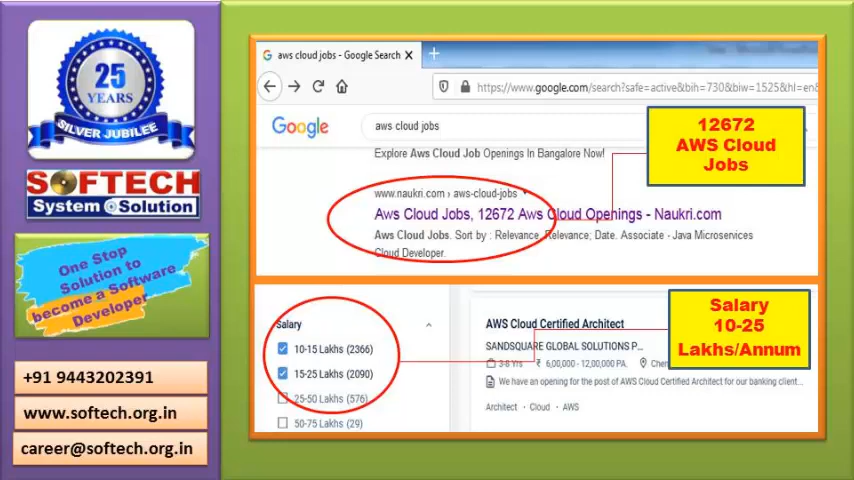 25
YEARS
SILVER JUBILEE
SOFTECH
System Solution
One Stop
Solution to
become a Software
Developer
+91 9443202391
www.softech.org.in
career@softech.org.in
aws cloud jobs - Google Search
https://www.google.com/search?safe=active&bih=730&biw=1525&hl=en&
Google
aws cloud jobs
Explore Aws Cloud Job Openings In Bangalore Now!
www.naukri.com › aws-cloud-jobs
Aws Cloud Jobs, 12672 Aws Cloud Openings - Naukri.com
Aws Cloud Jobs. Sort by : Relevance, Relevance; Date. Associate - Java Microservices
Cloud Developer.
12672
AWS Cloud
Jobs
Salary
10-15 Lakhs (2366)
15-25 Lakhs (2090)
25-50 Lakhs (576)
50-75 Lakhs (29)
AWS Cloud Certified Architect
SANDSQUARE GLOBAL SOLUTIONS P...
3-8 Yrs ₹ 6,00,000 - 12,00,000 PA.
We have an opening for the post of AWS Cloud Certified Architect for our banking client...
Architect · Cloud · AWS
Salary
10-25
Lakhs/Annum